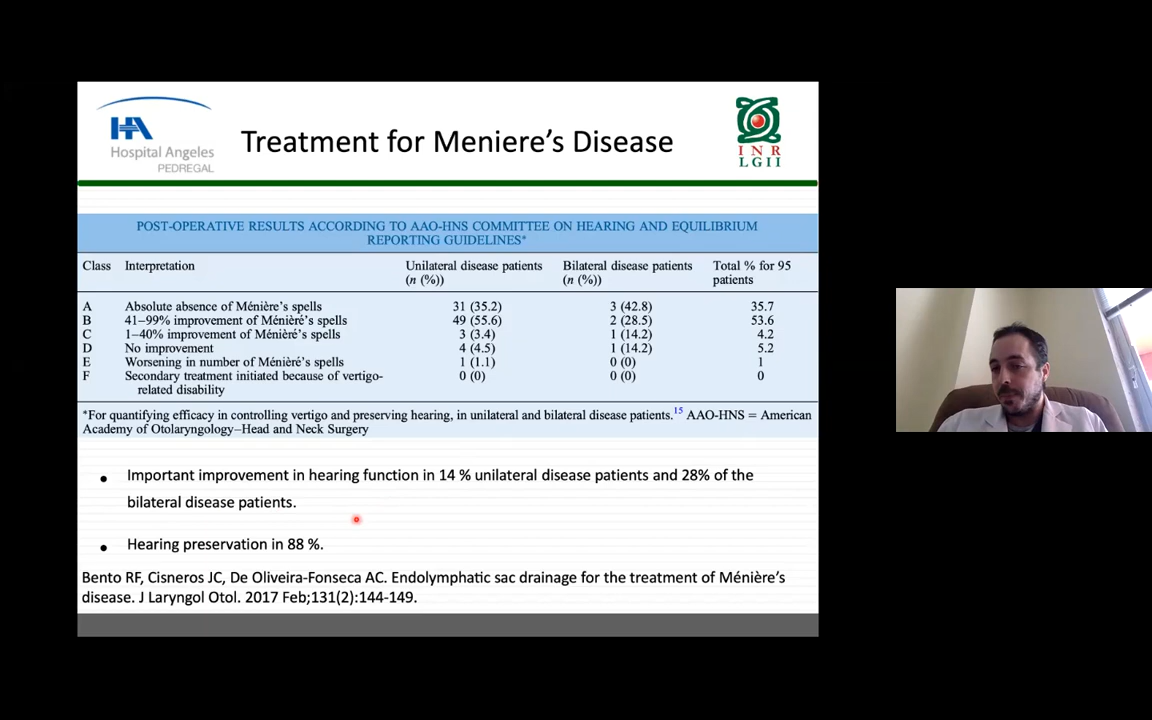 HA
Hospital Angeles
PEDREGAL
Treatment for Meniere's Disease
INR
LGII
POST-OPERATIVE RESULTS ACCORDING TO AAO-HNS COMMITTEE ON HEARING AND EQUILIBRIUM
REPORTING GUIDELINES*
Class Interpretation Unilateral disease patients Bilateral disease patients Total % for 95
(n (%)) (n (%)) patients
A Absolute absence of Ménière's spells 31 (35.2) 3 (42.8) 35.7
B 41–99% improvement of Ménièré's spells 49 (55.6) 2 (28.5) 53.6
C 1–40% improvement of Ménièré's spells 3 (3.4) 1 (14.2) 4.2
D No improvement 4 (4.5) 1 (14.2) 5.2
E Worsening in number of Ménièré's spells 1 (1.1) 0 (0) 1
F Secondary treatment initiated because of vertigo- 0 (0) 0 (0) 0
related disability
*For quantifying efficacy in controlling vertigo and preserving hearing, in unilateral and bilateral disease patients.15 AAO-HNS = American
Academy of Otolaryngology–Head and Neck Surgery
• Important improvement in hearing function in 14 % unilateral disease patients and 28% of the
bilateral disease patients.
• Hearing preservation in 88 %.
Bento RF, Cisneros JC, De Oliveira-Fonseca AC. Endolymphatic sac drainage for the treatment of Ménière's
disease. J Laryngol Otol. 2017 Feb;131(2):144-149.